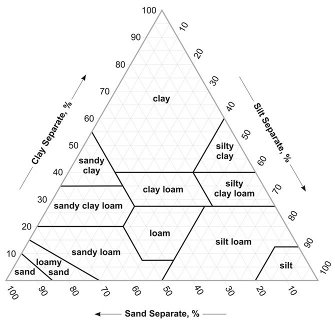 100
90
80
70
60
50
40
30
20
10
10
20
30
40
50
60
70
80
90
100
100
90
80
70
60
50
40
30
20
10
Clay Separate, %
Silt Separate, %
Sand Separate, %
clay
silty
clay
sandy
clay
clay loam
silty
clay loam
sandy clay loam
loam
silt loam
sandy loam
loamy
sand
sand
silt